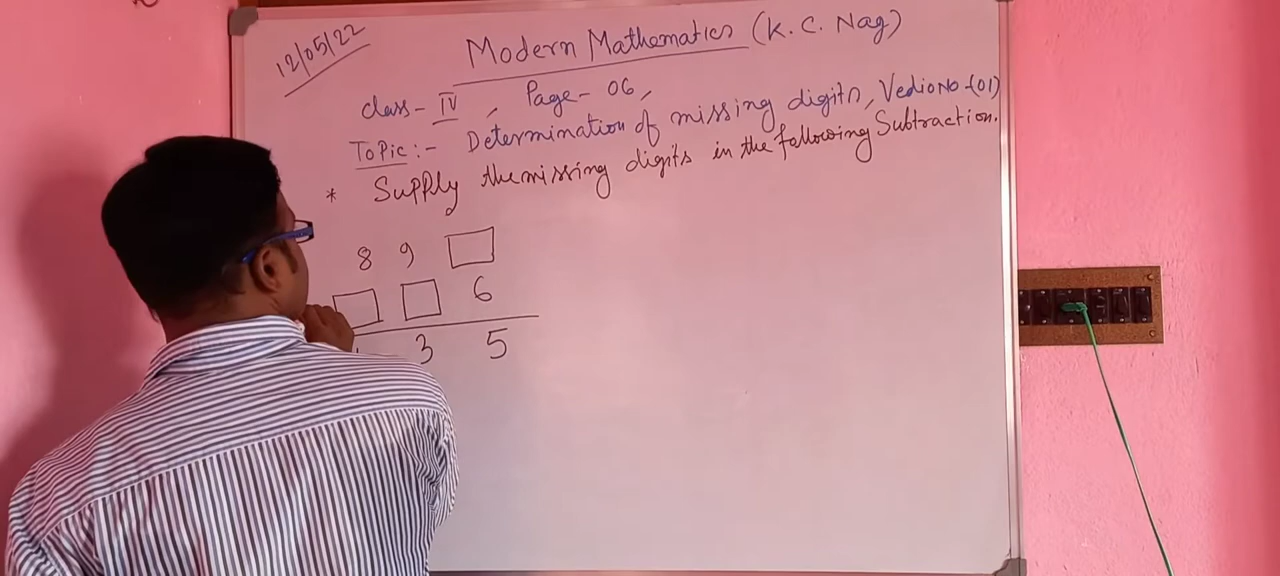 12/05/22
Modern Mathematics (K. C. Nag)
class- IV, Page- 06,
Topic:- Determination of missing digits, Vedio No-(01)
* Supply the missing digits in the following Subtraction.
8 9 □
□ □ 6
3 5